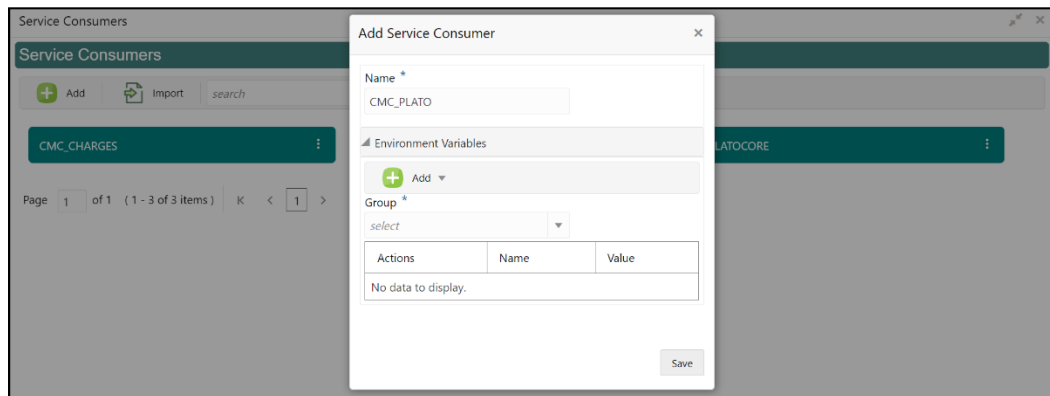 Service Consumers
Service Consumers
Add Import search
CMC_CHARGES
LATOCORE
Page 1 of 1 ( 1 - 3 of 3 items ) K < 1 >
Add Service Consumer ×
Name *
CMC_PLATO
Environment Variables
Add
Group *
select
Actions Name Value
No data to display.
Save